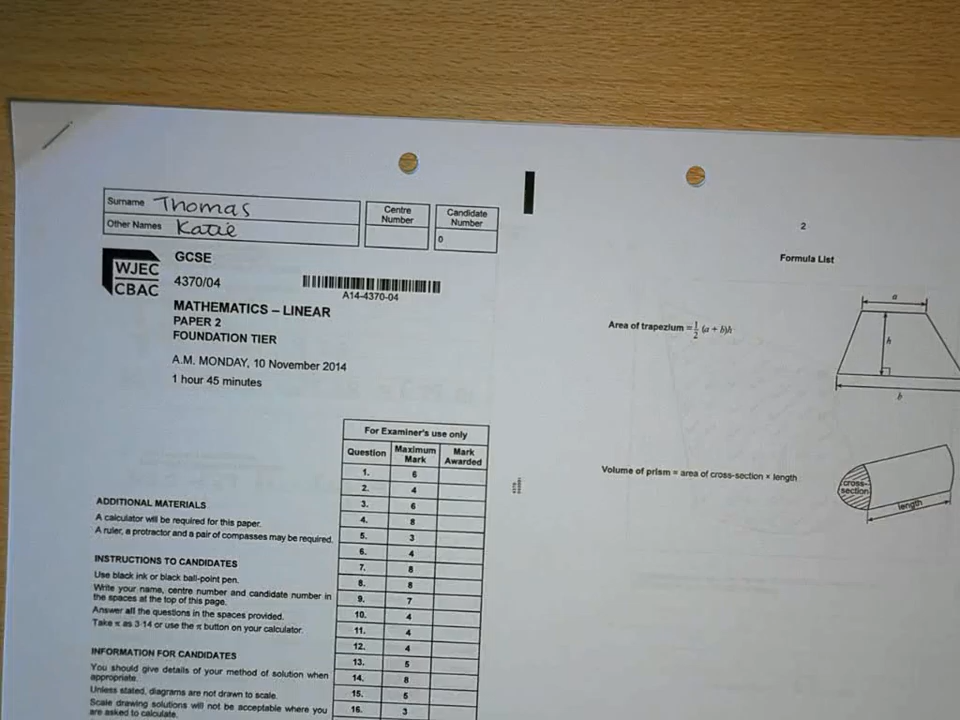 Surname Thomas
Other Names Katie
Centre Number
Candidate Number
0
WJEC
CBAC
GCSE
4370/04
A14-4370-04
MATHEMATICS – LINEAR
PAPER 2
FOUNDATION TIER
A.M. MONDAY, 10 November 2014
1 hour 45 minutes
For Examiner's use only
Question Maximum Mark Mark Awarded
1. 6
2. 4
3. 6
4. 8
5. 3
6. 4
7. 8
8. 8
9. 7
10. 4
11. 4
12. 4
13. 5
14. 8
15. 5
16. 3
ADDITIONAL MATERIALS
A calculator will be required for this paper.
A ruler, a protractor and a pair of compasses may be required.
INSTRUCTIONS TO CANDIDATES
Use black ink or black ball-point pen.
Write your name, centre number and candidate number in
the spaces at the top of this page.
Answer all the questions in the spaces provided.
Take π as 3·14 or use the π button on your calculator.
INFORMATION FOR CANDIDATES
You should give details of your method of solution when
appropriate.
Unless stated, diagrams are not drawn to scale.
Scale drawing solutions will not be acceptable where you
are asked to calculate.
2
Formula List
Area of trapezium = 1/2 (a + b)h
a
h
b
Volume of prism = area of cross-section × length
cross-
section
length